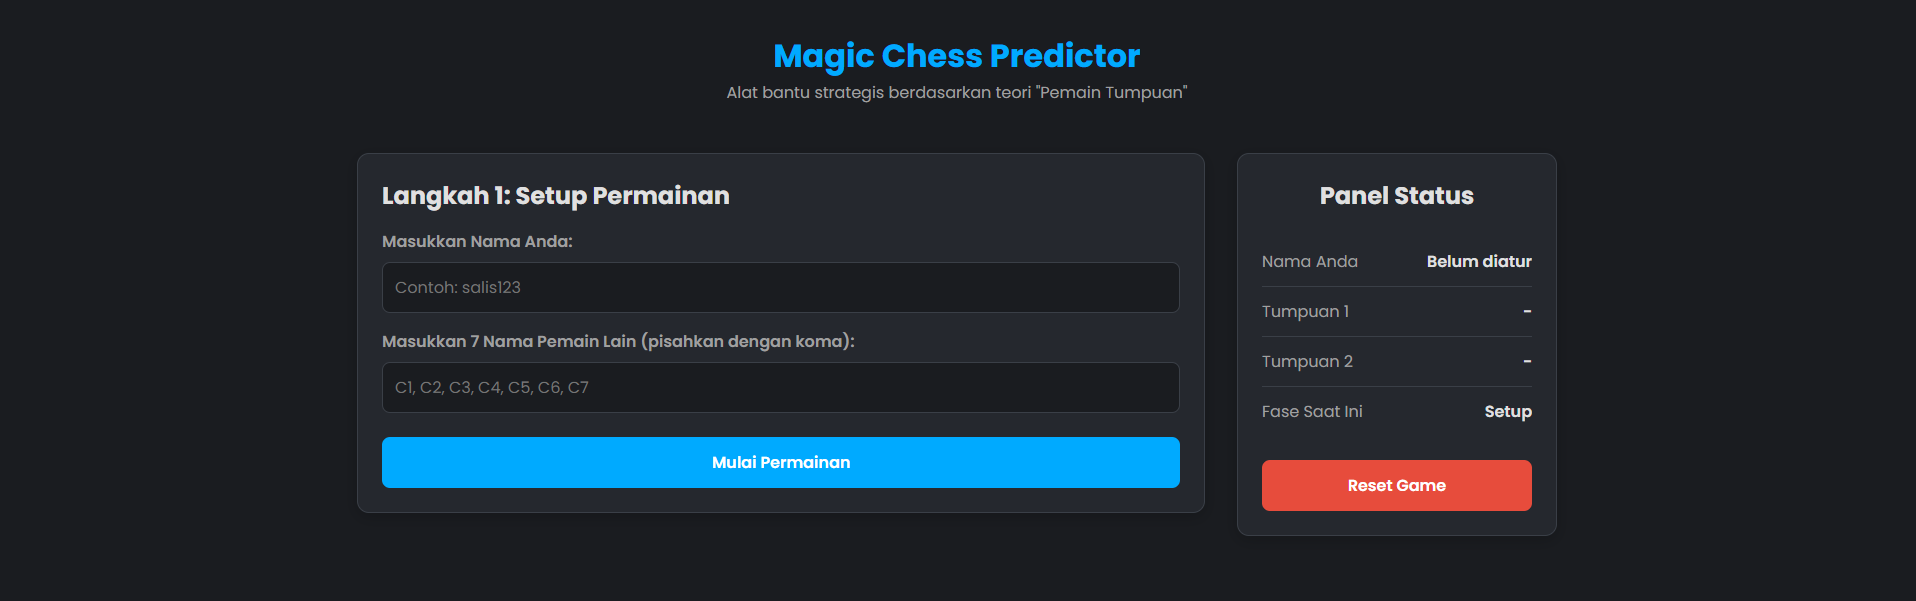 Magic Chess Predictor
Alat bantu strategis berdasarkan teori "Pemain Tumpuan"
Langkah 1: Setup Permainan
Masukkan Nama Anda:
Contoh: salis123
Masukkan 7 Nama Pemain Lain (pisahkan dengan koma):
C1, C2, C3, C4, C5, C6, C7
Mulai Permainan
Panel Status
Nama Anda Belum diatur
Tumpuan 1 -
Tumpuan 2 -
Fase Saat Ini Setup
Reset Game